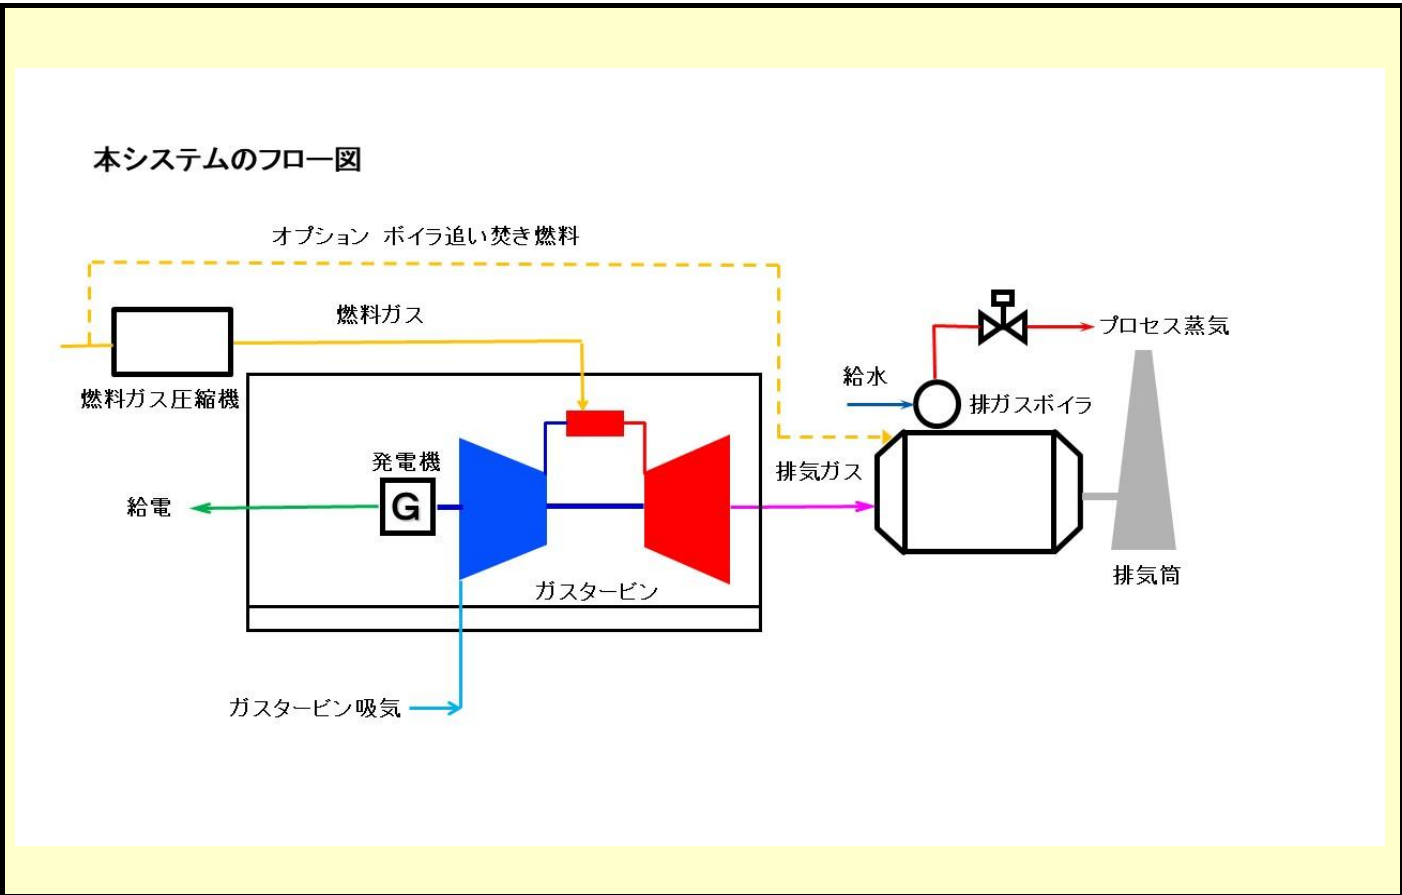 本システムのフロー図
オプション ボイラ追い焚き燃料
燃料ガス
プロセス蒸気
給水
燃料ガス圧縮機
排ガスボイラ
発電機
排気ガス
給電
G
排気筒
ガスタービン
ガスタービン吸気